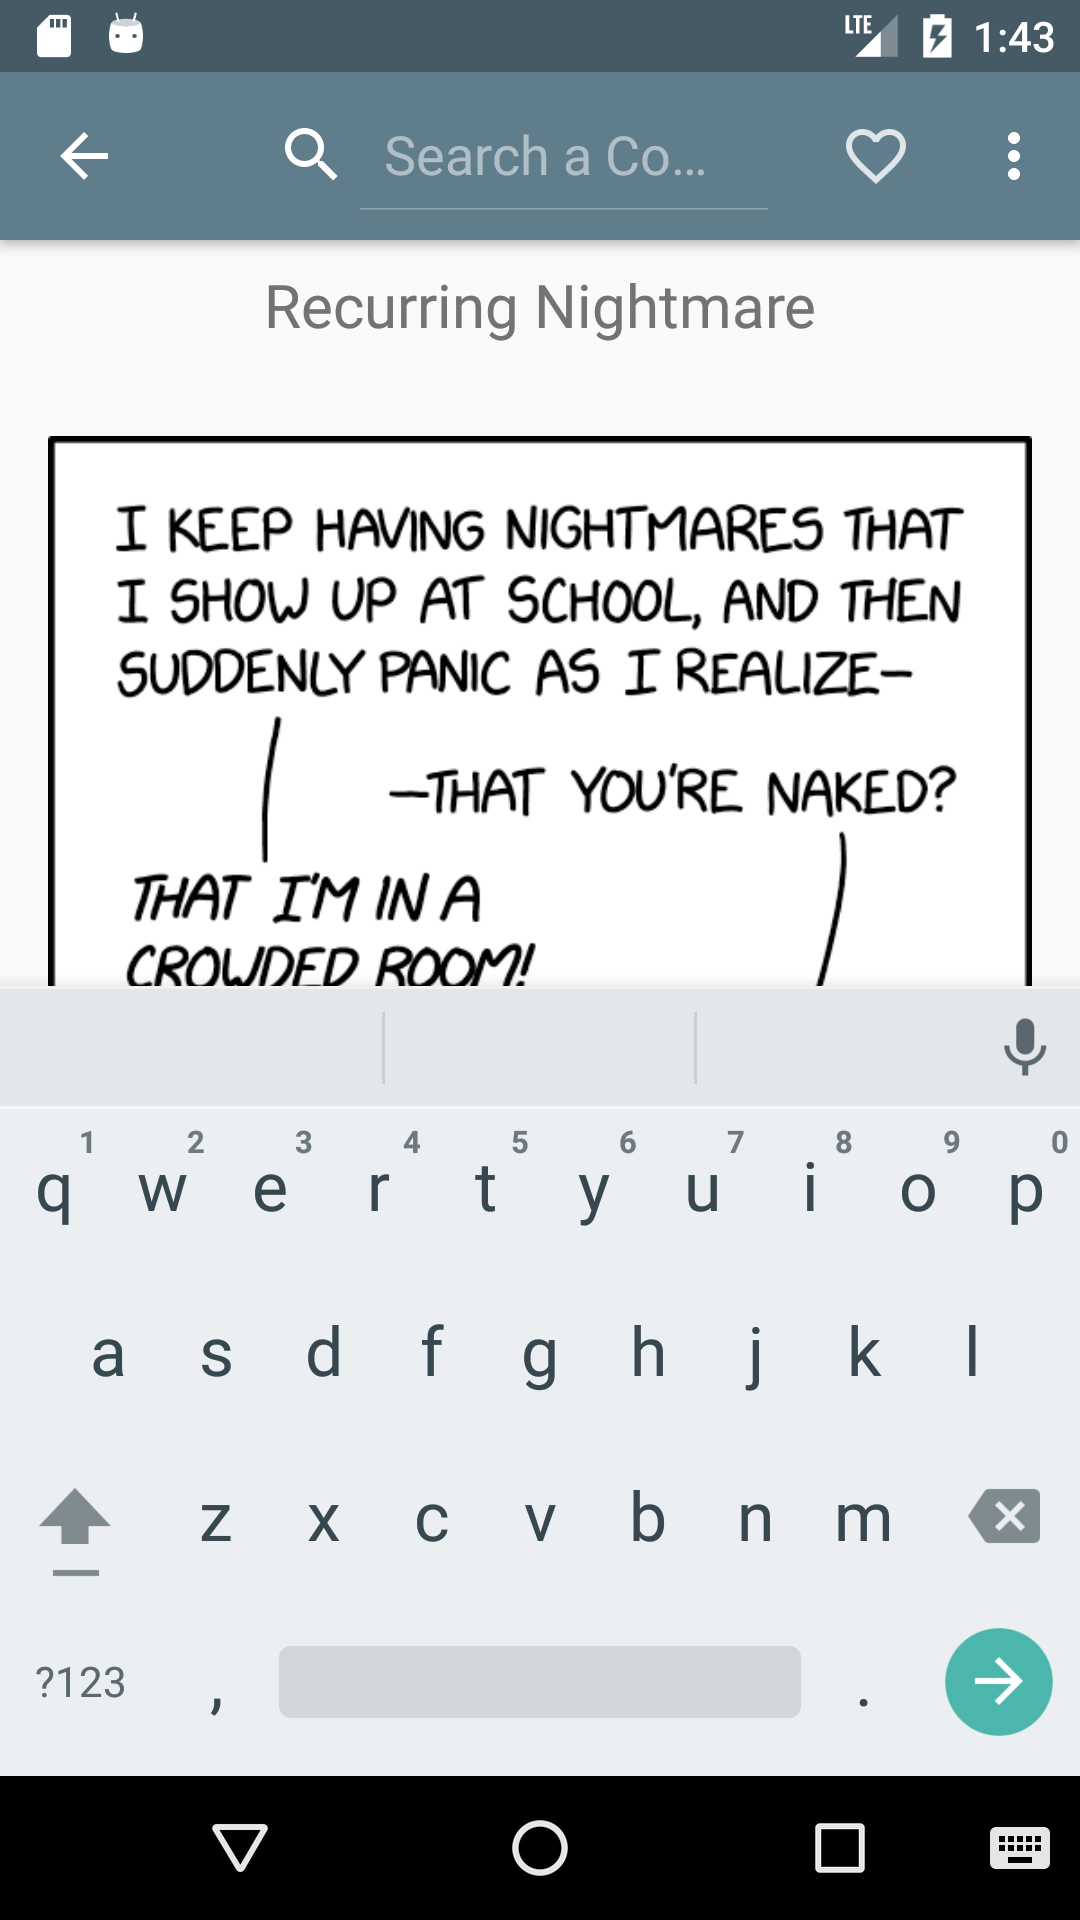 LTE 1:43
Search a Co...
Recurring Nightmare
I KEEP HAVING NIGHTMARES THAT
I SHOW UP AT SCHOOL, AND THEN
SUDDENLY PANIC AS I REALIZE—
—THAT YOU'RE NAKED?
THAT I'M IN A
CROWDED ROOM!
1 2 3 4 5 6 7 8 9 0
q w e r t y u i o p
a s d f g h j k l
z x c v b n m
?123 , .